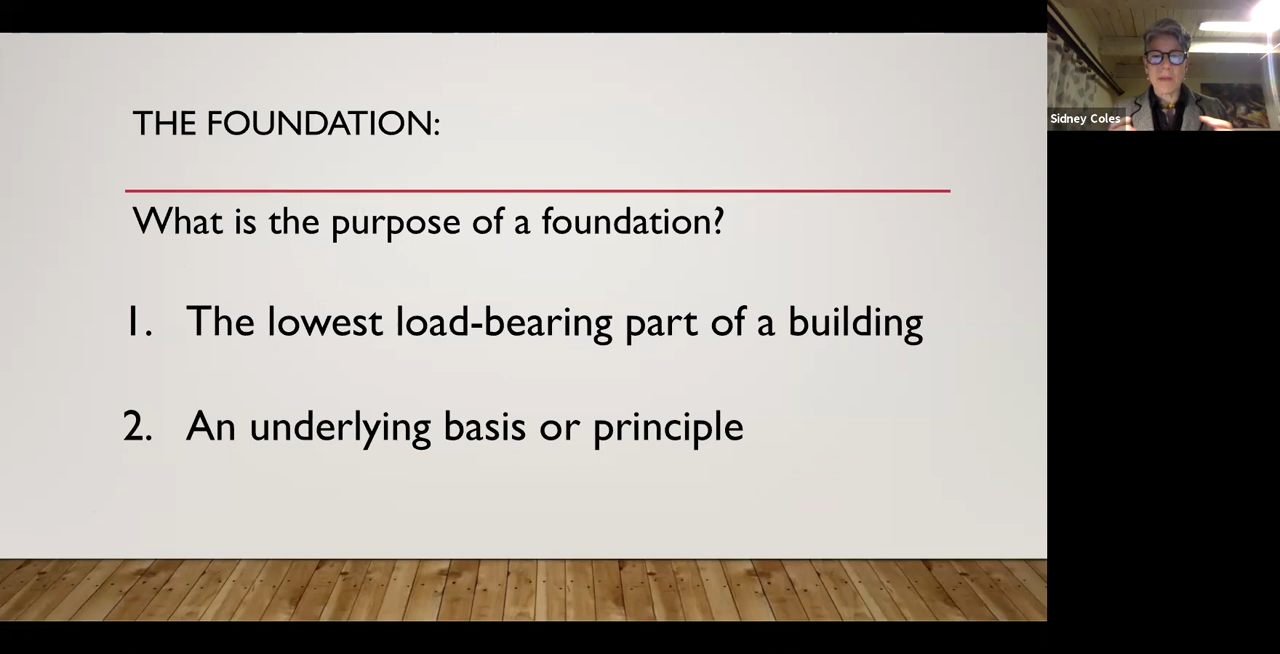 THE FOUNDATION:
What is the purpose of a foundation?
1. The lowest load-bearing part of a building
2. An underlying basis or principle
Sidney Coles